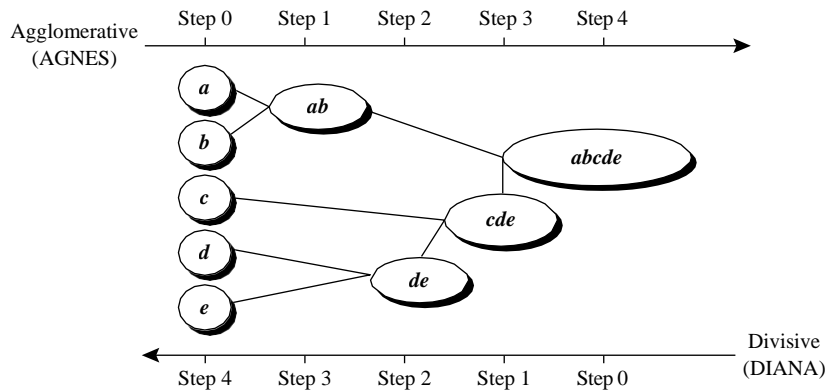 Step 0 Step 1 Step 2 Step 3 Step 4
Agglomerative
(AGNES)
a
ab
b
abcde
c
cde
d
de
e
Divisive
(DIANA)
Step 4 Step 3 Step 2 Step 1 Step 0